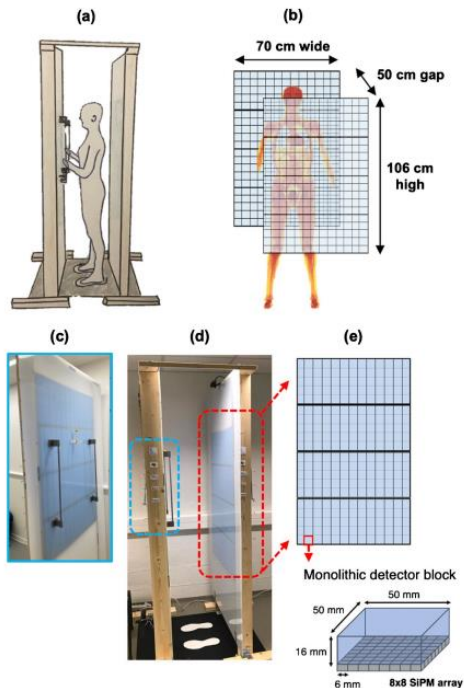 (a)
(b)
70 cm wide
50 cm gap
106 cm
high
(c)
(d)
(e)
Monolithic detector block
50 mm
50 mm
16 mm
6 mm
8x8 SiPM array